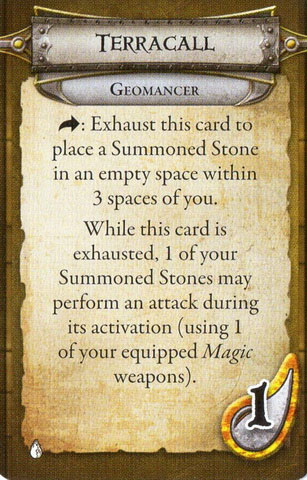 TERRACALL
GEOMANCER
: Exhaust this card to
place a Summoned Stone
in an empty space within
3 spaces of you.
While this card is
exhausted, 1 of your
Summoned Stones may
perform an attack during
its activation (using 1
of your equipped Magic
weapons).
1